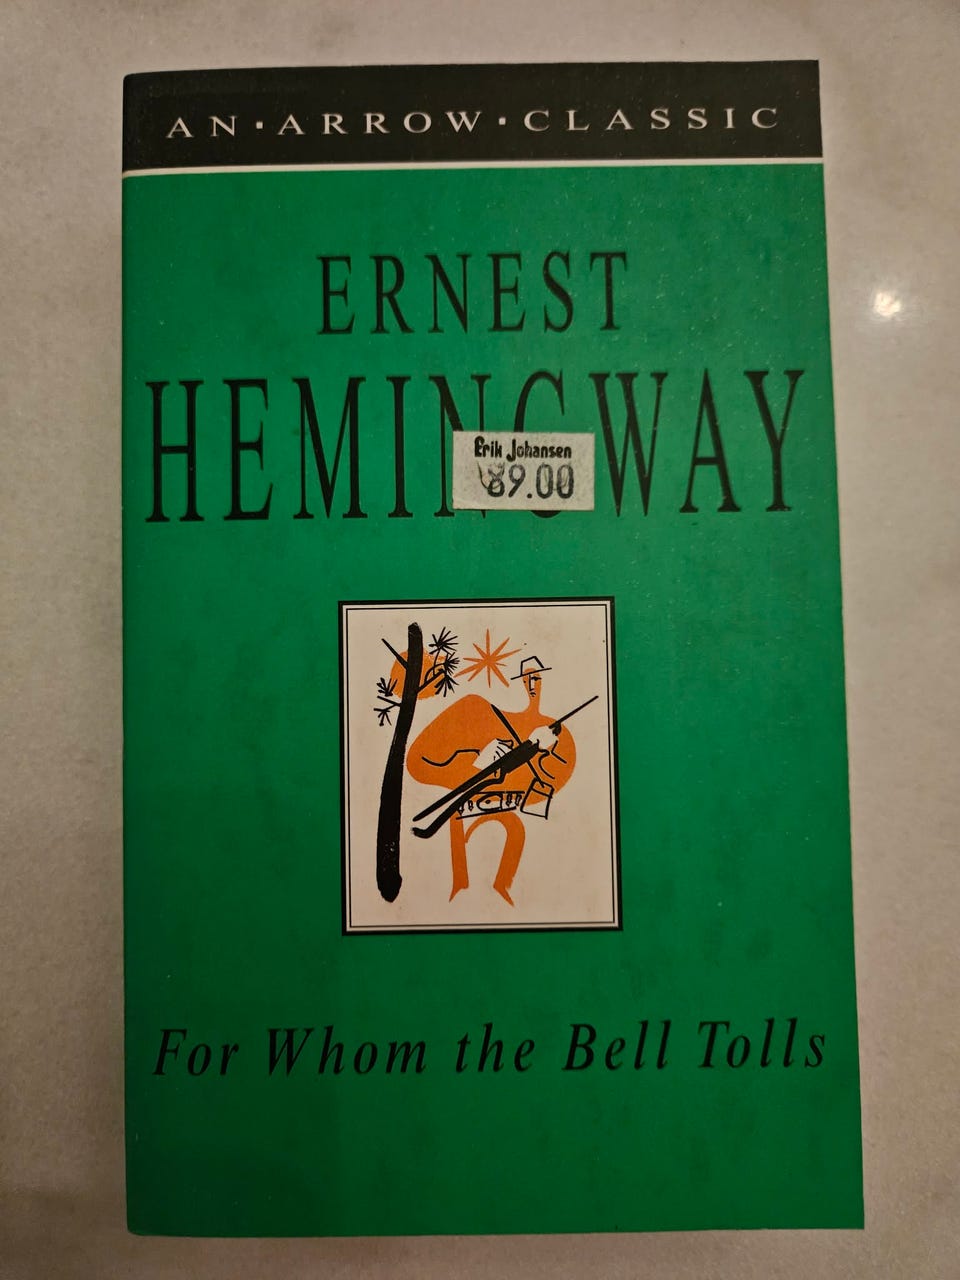 AN·ARROW·CLASSIC
ERNEST
HEMINGWAY
Erik Johansen
89.00
For Whom the Bell Tolls